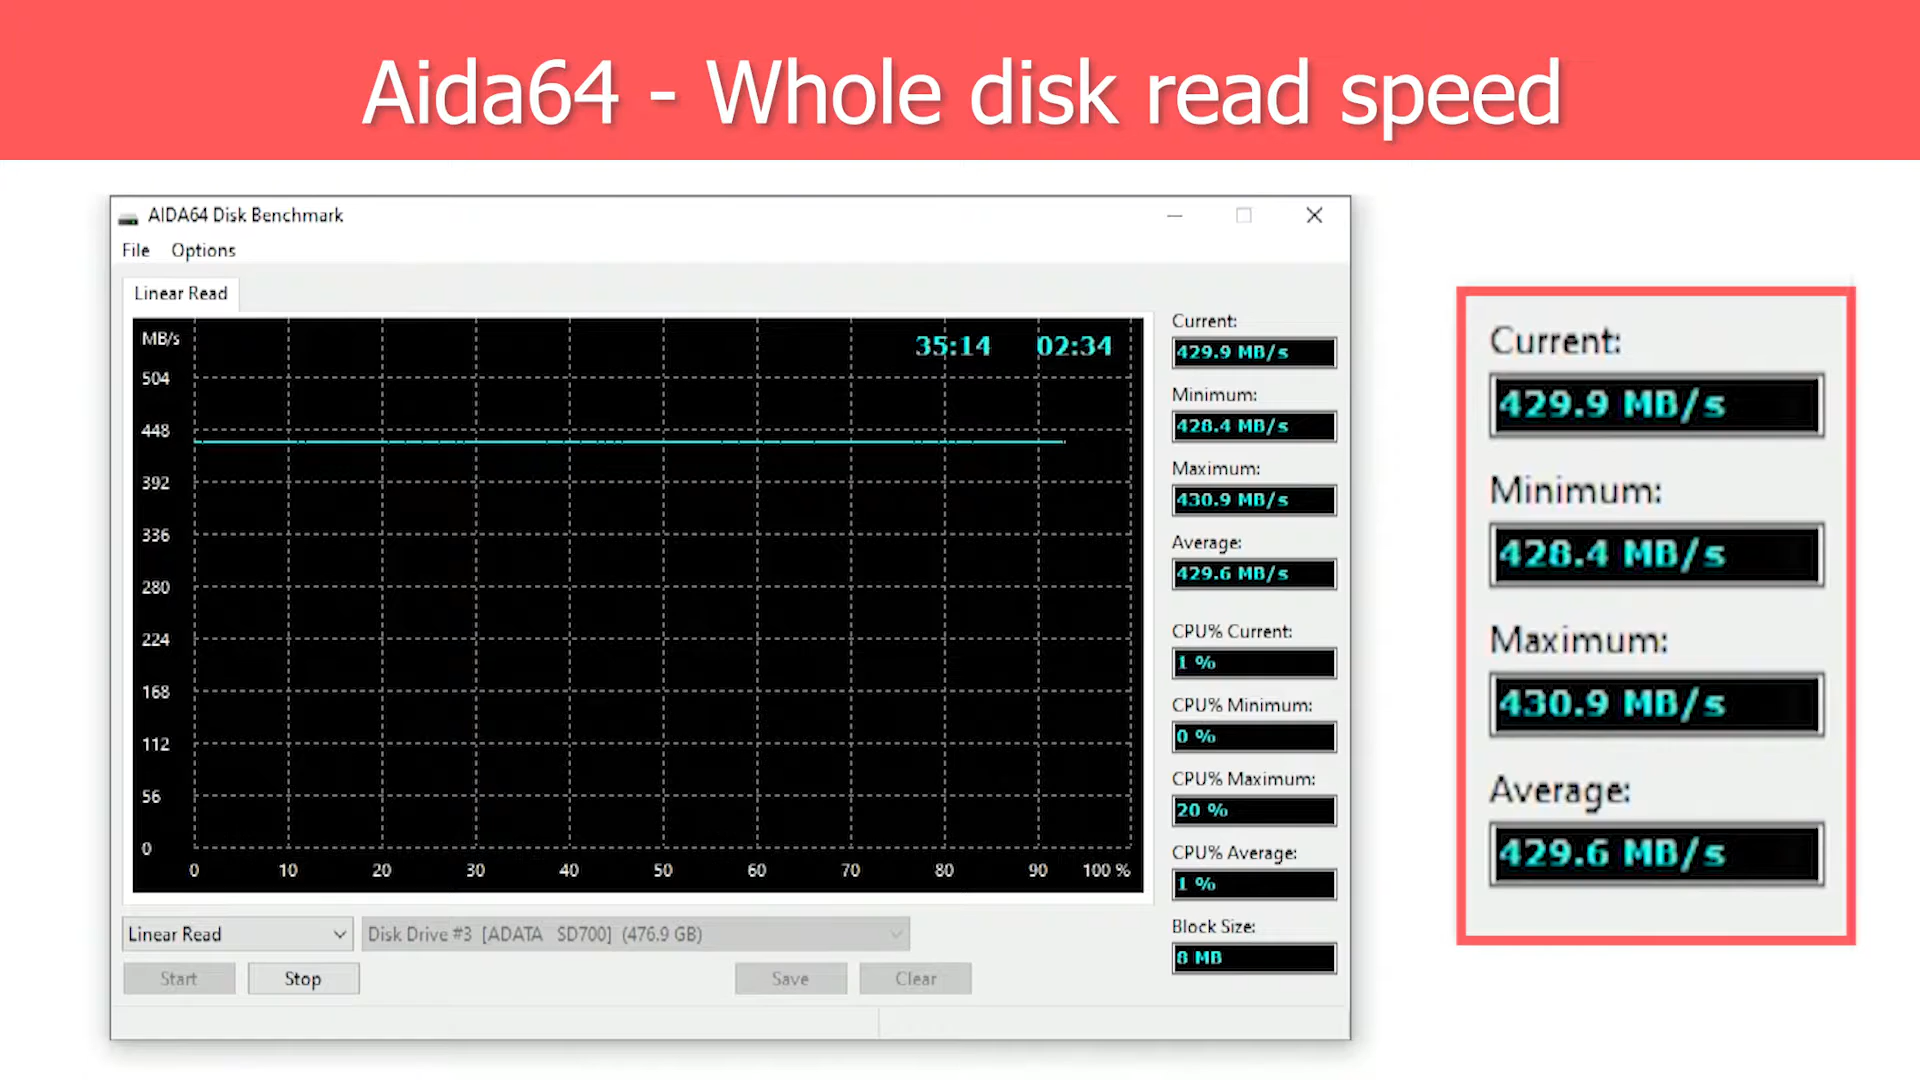 Aida64 - Whole disk read speed
AIDA64 Disk Benchmark
File Options
Linear Read
MB/s 35:14 02:34
504
448
392
336
280
224
168
112
56
0
0 10 20 30 40 50 60 70 80 90 100 %
Current:
429.9 MB/s
Minimum:
428.4 MB/s
Maximum:
430.9 MB/s
Average:
429.6 MB/s
CPU% Current:
1 %
CPU% Minimum:
0 %
CPU% Maximum:
20 %
CPU% Average:
1 %
Block Size:
8 MB
Linear Read Disk Drive #3 [ADATA SD700] (476.9 GB)
Start Stop Save Clear
Current:
429.9 MB/s
Minimum:
428.4 MB/s
Maximum:
430.9 MB/s
Average:
429.6 MB/s